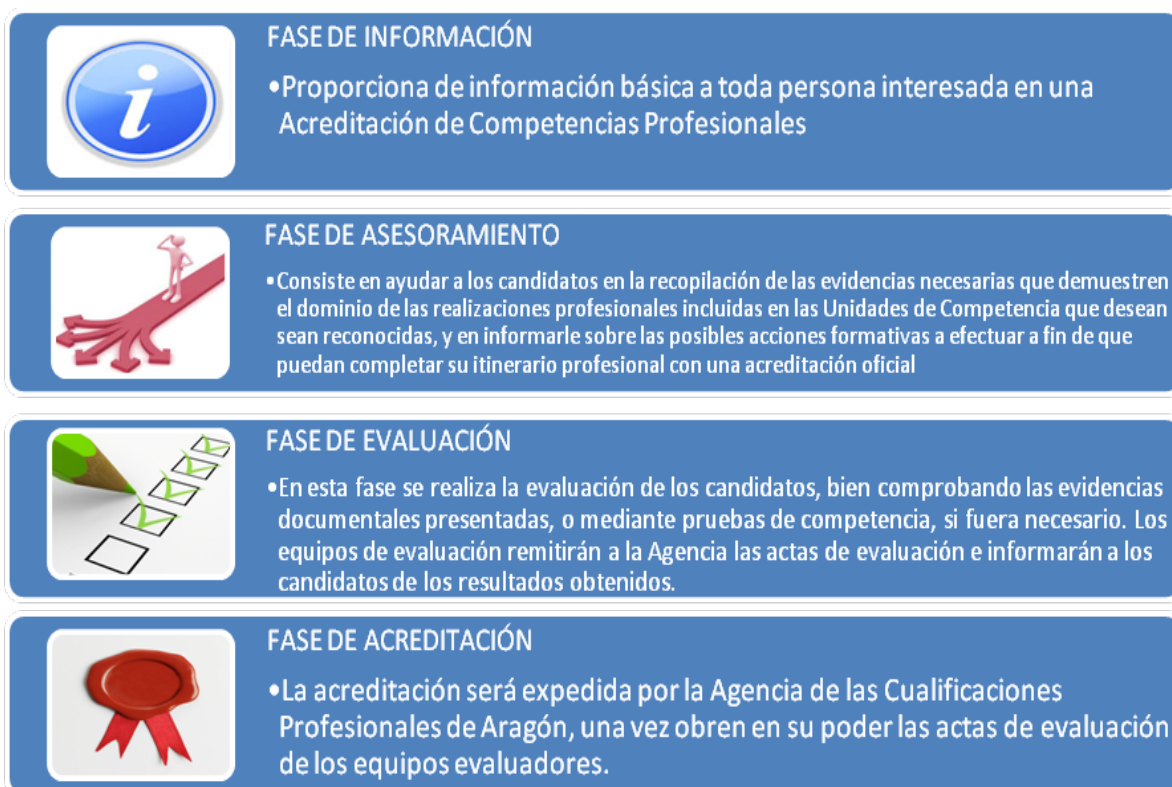 FASE DE INFORMACIÓN
•Proporciona de información básica a toda persona interesada en una
Acreditación de Competencias Profesionales
FASE DE ASESORAMIENTO
•Consiste en ayudar a los candidatos en la recopilación de las evidencias necesarias que demuestren
el dominio de las realizaciones profesionales incluidas en las Unidades de Competencia que desean
sean reconocidas, y en informarle sobre las posibles acciones formativas a efectuar a fin de que
puedan completar su itinerario profesional con una acreditación oficial
FASE DE EVALUACIÓN
•En esta fase se realiza la evaluación de los candidatos, bien comprobando las evidencias
documentales presentadas, o mediante pruebas de competencia, si fuera necesario. Los
equipos de evaluación remitirán a la Agencia las actas de evaluación e informarán a los
candidatos de los resultados obtenidos.
FASE DE ACREDITACIÓN
•La acreditación será expedida por la Agencia de las Cualificaciones
Profesionales de Aragón, una vez obren en su poder las actas de evaluación
de los equipos evaluadores.